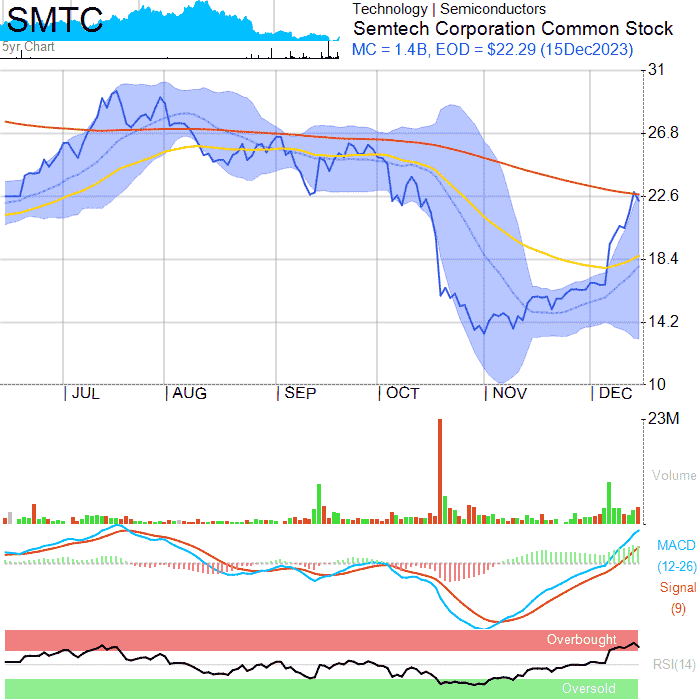 SMTC
Technology | Semiconductors
Semtech Corporation Common Stock
5yr Chart
MC = 1.4B, EOD = $22.29 (15Dec2023)
31
26.8
22.6
18.4
14.2
10
| JUL | AUG | SEP | OCT | NOV | DEC
23M
Volume
MACD
(12-26)
Signal
(9)
Overbought
RSI(14)
Oversold